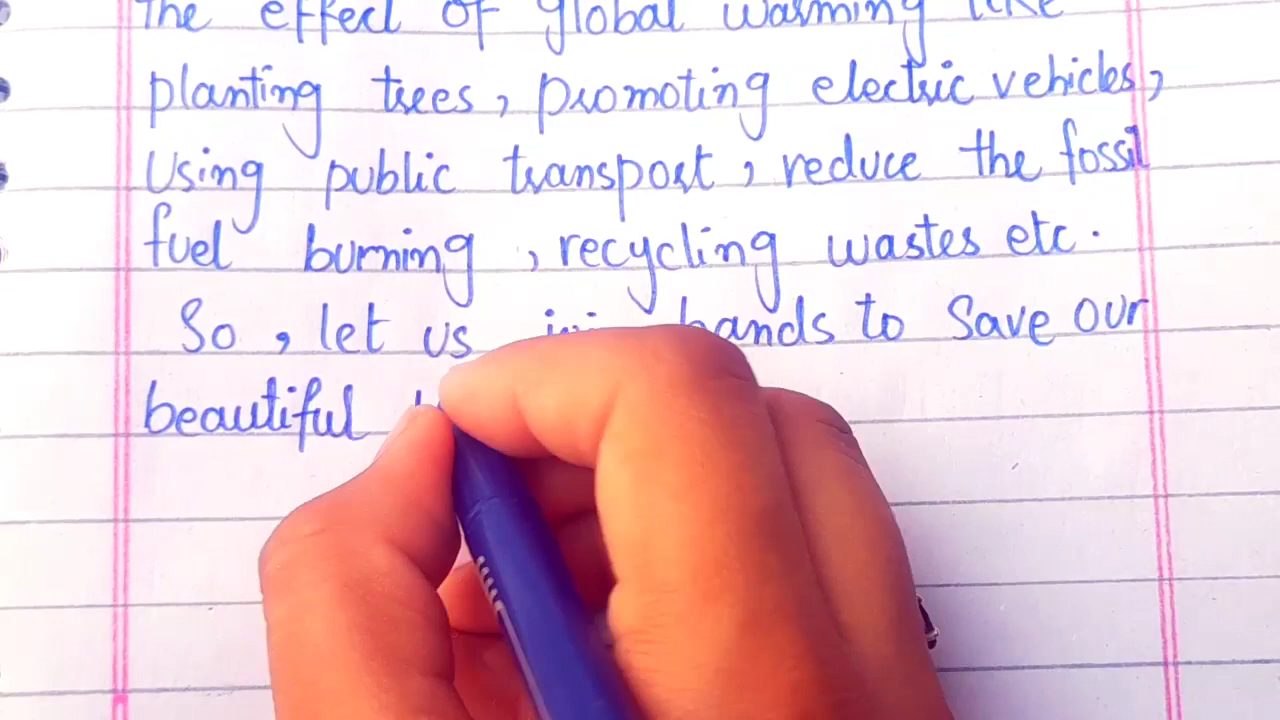 The effect of global warming like
planting trees, promoting electric vehicles,
Using public transport, reduce the fossil
fuel burning, recycling wastes etc.
So, let us hands to Save our
beautiful